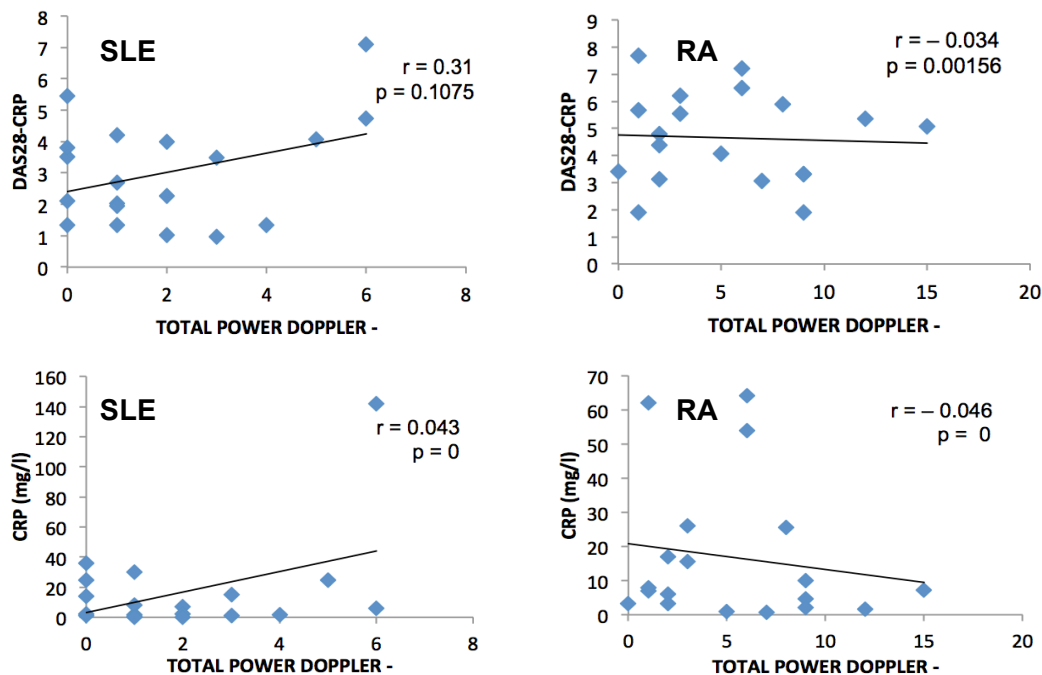 SLE
r = 0.31
p = 0.1075
DAS28-CRP
8
7
6
5
4
3
2
1
0
0 2 4 6 8
TOTAL POWER DOPPLER -
RA
r = – 0.034
p = 0.00156
DAS28-CRP
9
8
7
6
5
4
3
2
1
0
0 5 10 15 20
TOTAL POWER DOPPLER -
SLE
r = 0.043
p = 0
CRP (mg/l)
160
140
120
100
80
60
40
20
0
0 2 4 6 8
TOTAL POWER DOPPLER -
RA
r = – 0.046
p = 0
CRP (mg/l)
70
60
50
40
30
20
10
0
0 5 10 15 20
TOTAL POWER DOPPLER -